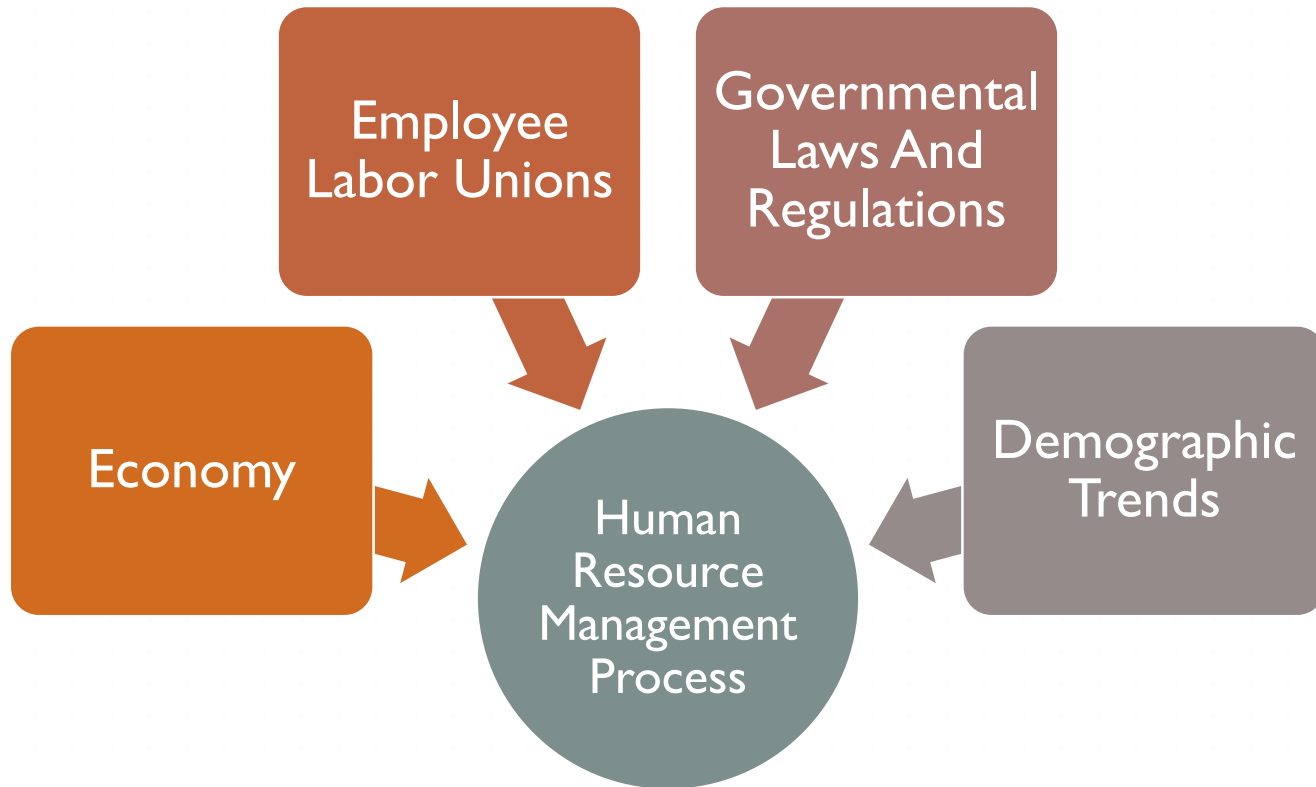 Employee
Labor Unions
Governmental
Laws And
Regulations
Economy
Demographic
Trends
Human
Resource
Management
Process